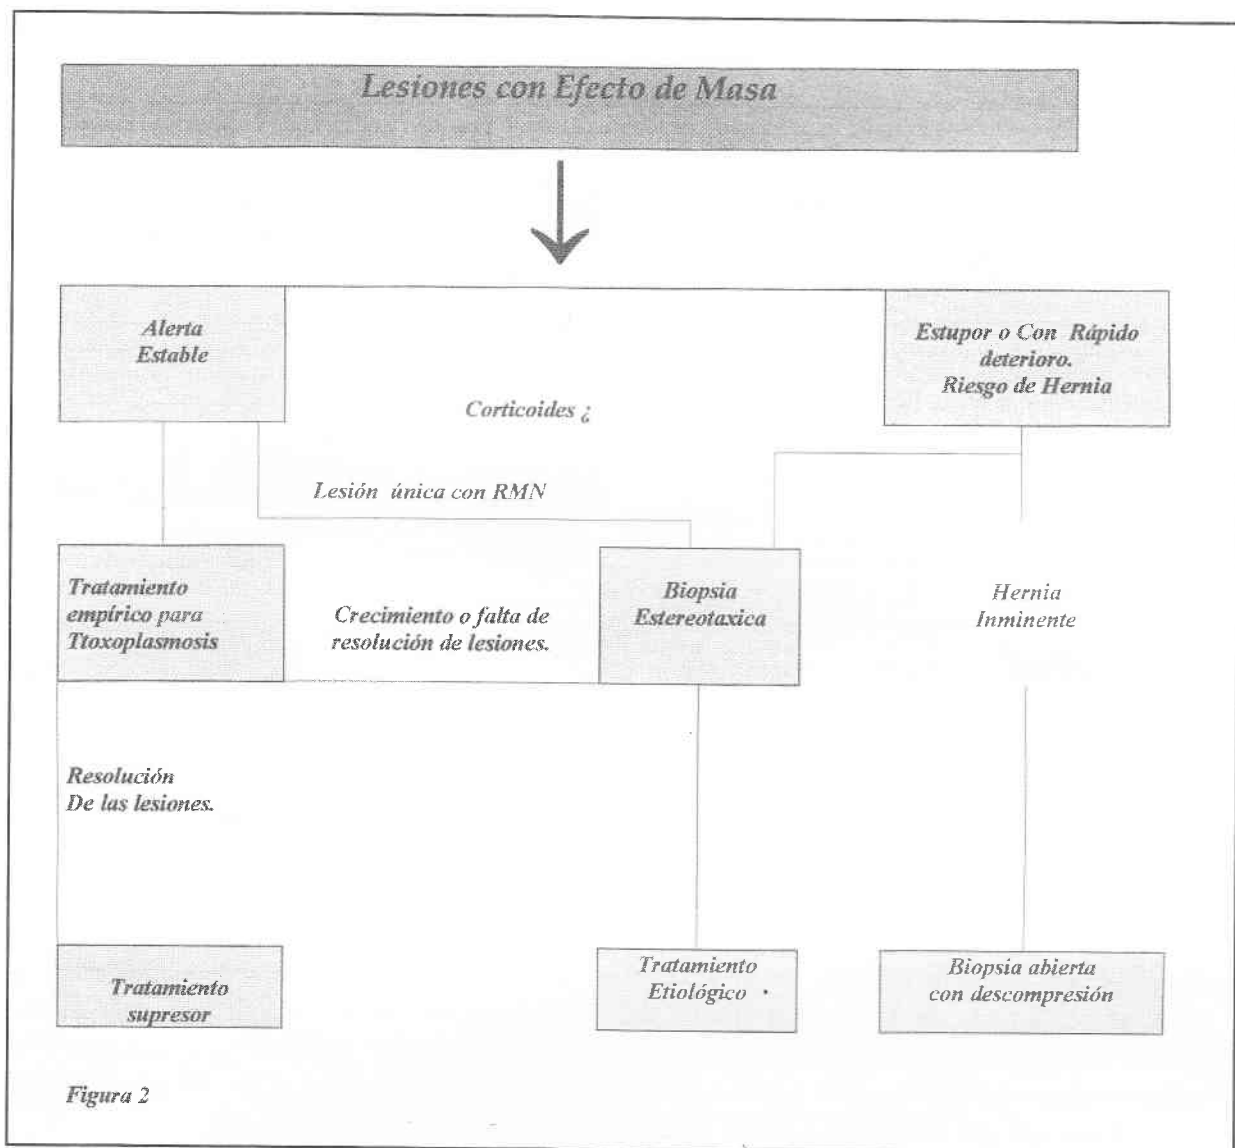 Lesiones con Efecto de Masa
Alerta
Estable
Estupor o Con Rápido
deterioro.
Riesgo de Hernia
Corticoides ¿
Lesión única con RMN
Tratamiento
empírico para
Ttoxoplasmosis
Crecimiento o falta de
resolución de lesiones.
Biopsia
Estereotaxica
Hernia
Inminente
Resolución
De las lesiones.
Tratamiento
supresor
Tratamiento
Etiológico
Biopsia abierta
con descompresión
Figura 2